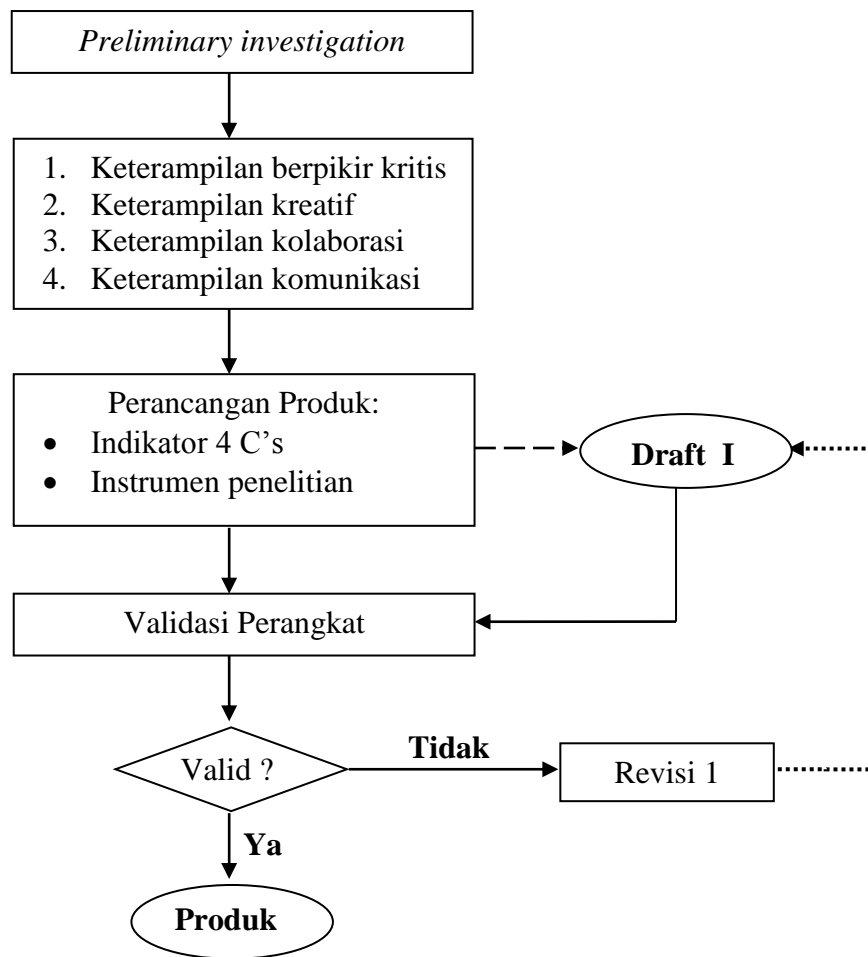 Preliminary investigation
1. Keterampilan berpikir kritis
2. Keterampilan kreatif
3. Keterampilan kolaborasi
4. Keterampilan komunikasi
Perancangan Produk:
• Indikator 4 C's
• Instrumen penelitian
Draft I
Validasi Perangkat
Valid ?
Tidak
Revisi 1
Ya
Produk